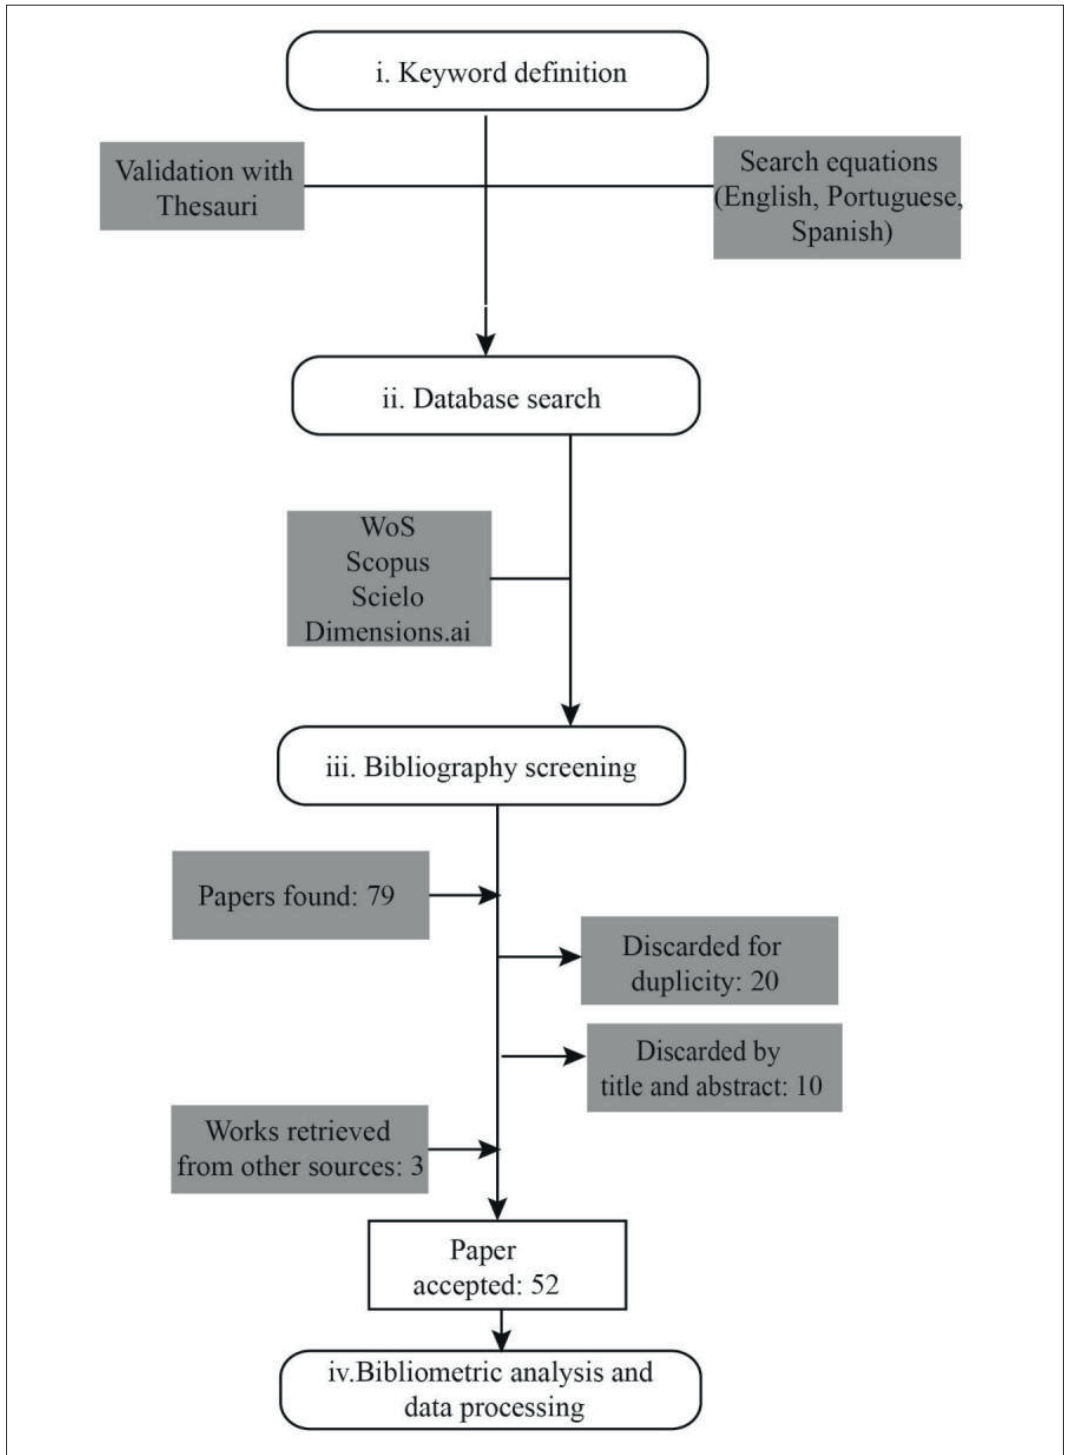 i. Keyword definition
Validation with
Thesauri
Search equations
(English, Portuguese,
Spanish)
ii. Database search
WoS
Scopus
Scielo
Dimensions.ai
iii. Bibliography screening
Papers found: 79
Discarded for
duplicity: 20
Discarded by
title and abstract: 10
Works retrieved
from other sources: 3
Paper
accepted: 52
iv.Bibliometric analysis and
data processing